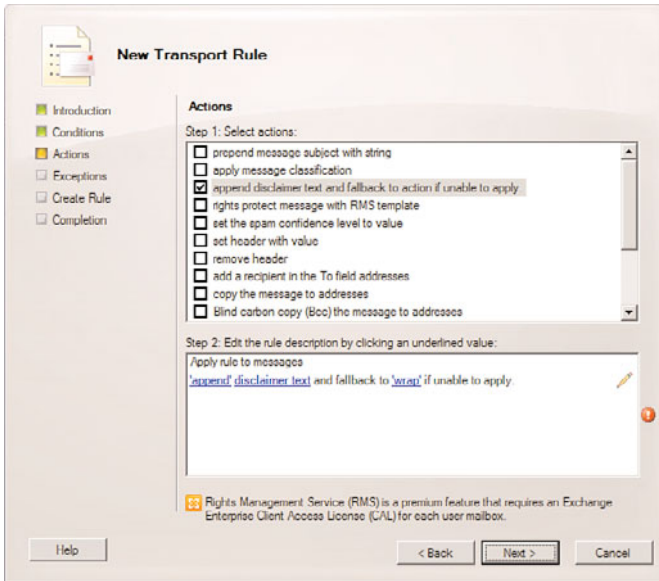 New Transport Rule
Introduction
Conditions
Actions
Exceptions
Create Rule
Completion
Actions
Step 1: Select actions:
prepend message subject with string
apply message classification
append disclaimer text and fallback to action if unable to apply
rights protect message with RMS template
set the spam confidence level to value
set header with value
remove header
add a recipient in the To field addresses
copy the message to addresses
Blind carbon copy (Bcc) the message to addresses
Step 2: Edit the rule description by clicking an underlined value:
Apply rule to messages
'append' disclaimer text and fallback to 'wrap' if unable to apply.
Rights Management Service (RMS) is a premium feature that requires an Exchange
Enterprise Client Access License (CAL) for each user mailbox.
Help
< Back
Next >
Cancel